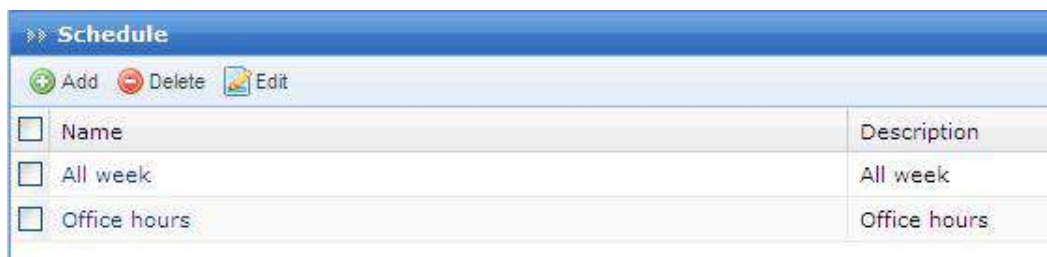 Schedule
Add Delete Edit
Name Description
All week All week
Office hours Office hours